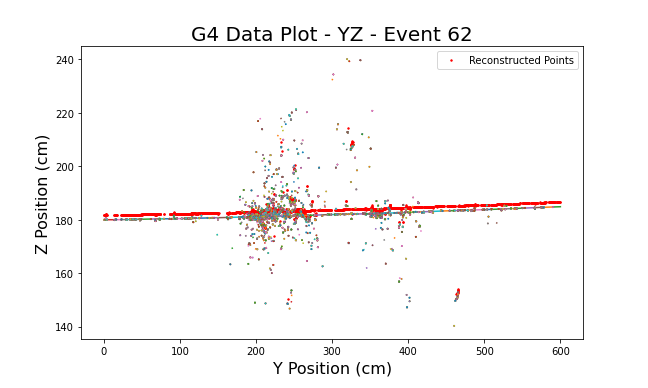 G4 Data Plot - YZ - Event 62
Reconstructed Points
240
220
200
180
160
140
Z Position (cm)
0 100 200 300 400 500 600
Y Position (cm)